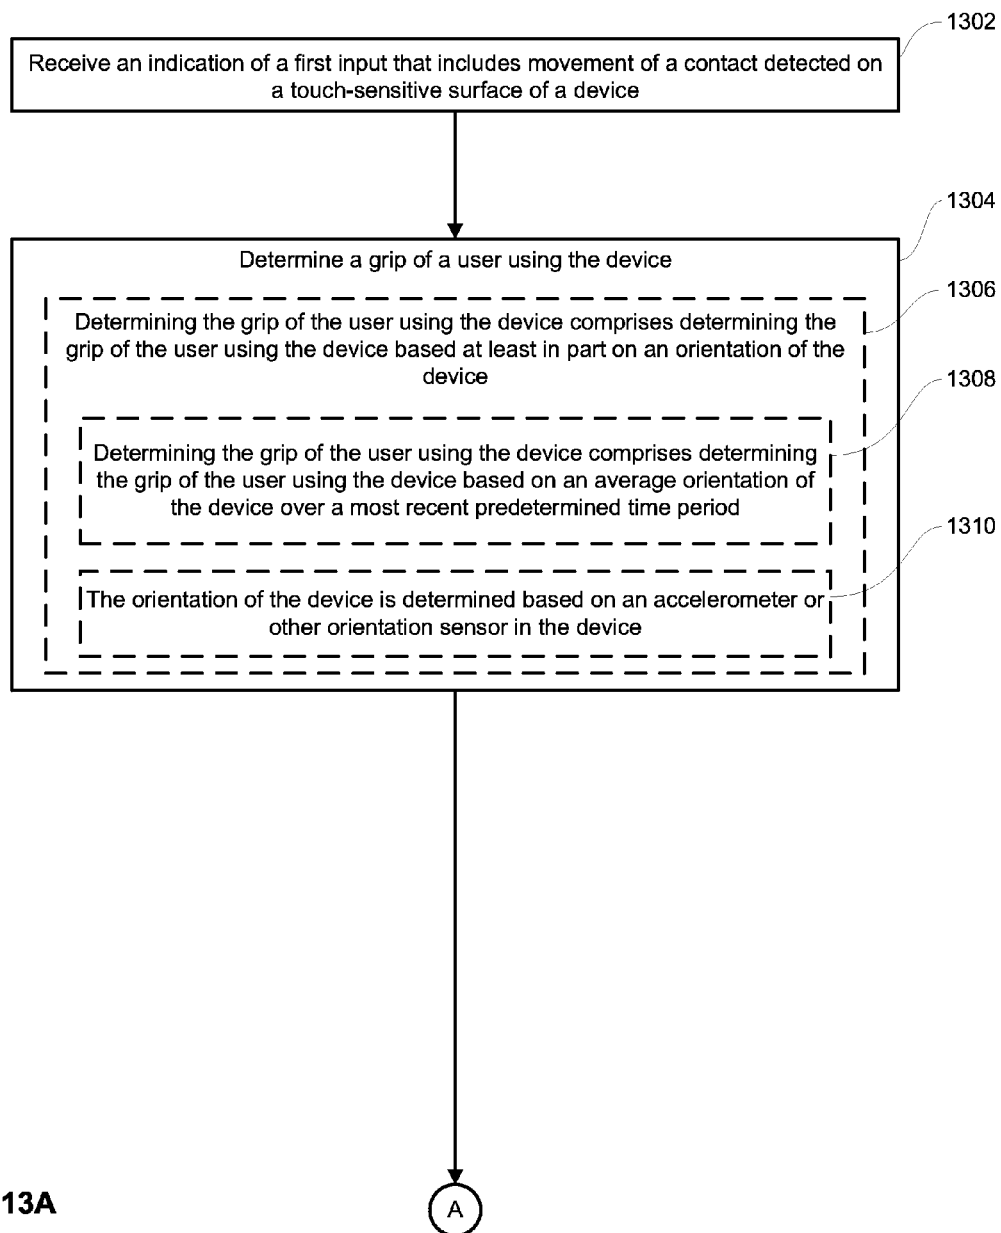 1302
Receive an indication of a first input that includes movement of a contact detected on
a touch-sensitive surface of a device
1304
Determine a grip of a user using the device
1306
Determining the grip of the user using the device comprises determining the
grip of the user using the device based at least in part on an orientation of the
device
1308
Determining the grip of the user using the device comprises determining
the grip of the user using the device based on an average orientation of
the device over a most recent predetermined time period
1310
The orientation of the device is determined based on an accelerometer or
other orientation sensor in the device
13A
A